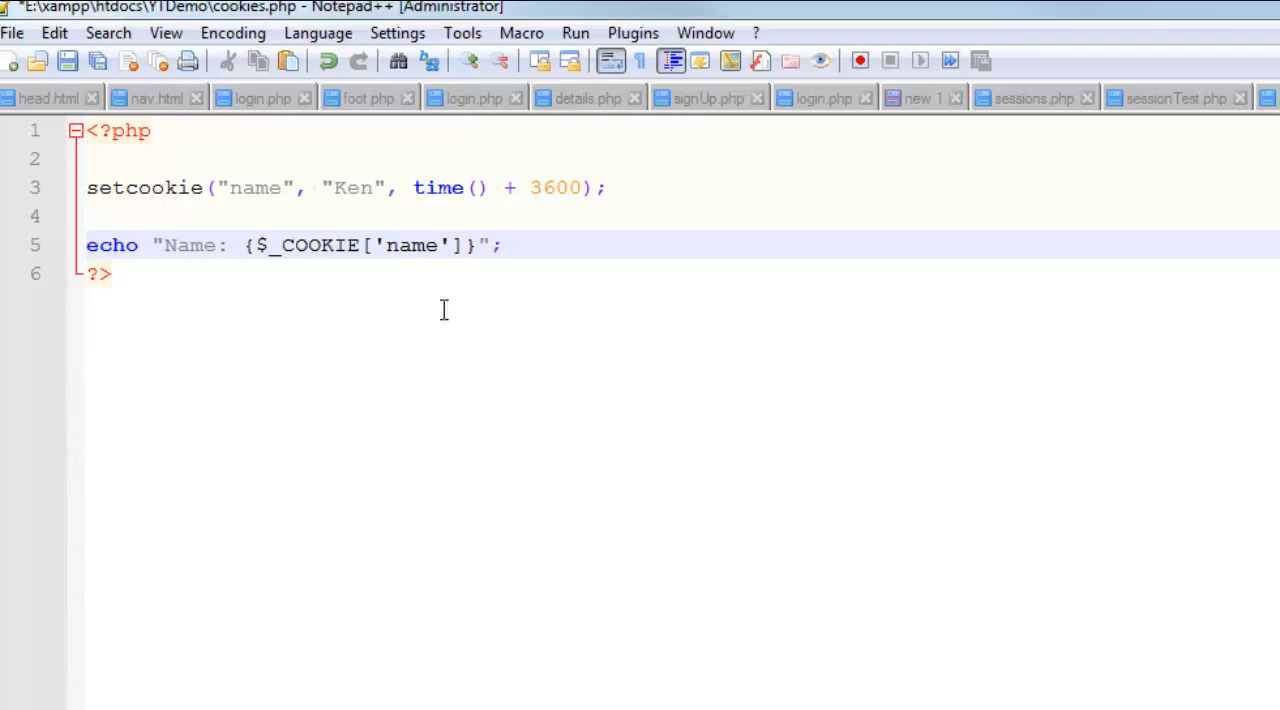 *E:\xampp\htdocs\YTDemo\cookies.php - Notepad++ [Administrator]
File Edit Search View Encoding Language Settings Tools Macro Run Plugins Window ?
head.html nav.html login.php foot.php login.php details.php signUp.php login.php new 1 sessions.php sessionTest.php
1 <?php
2
3 setcookie("name", "Ken", time() + 3600);
4
5 echo "Name: {$_COOKIE['name']}";
6 ?>